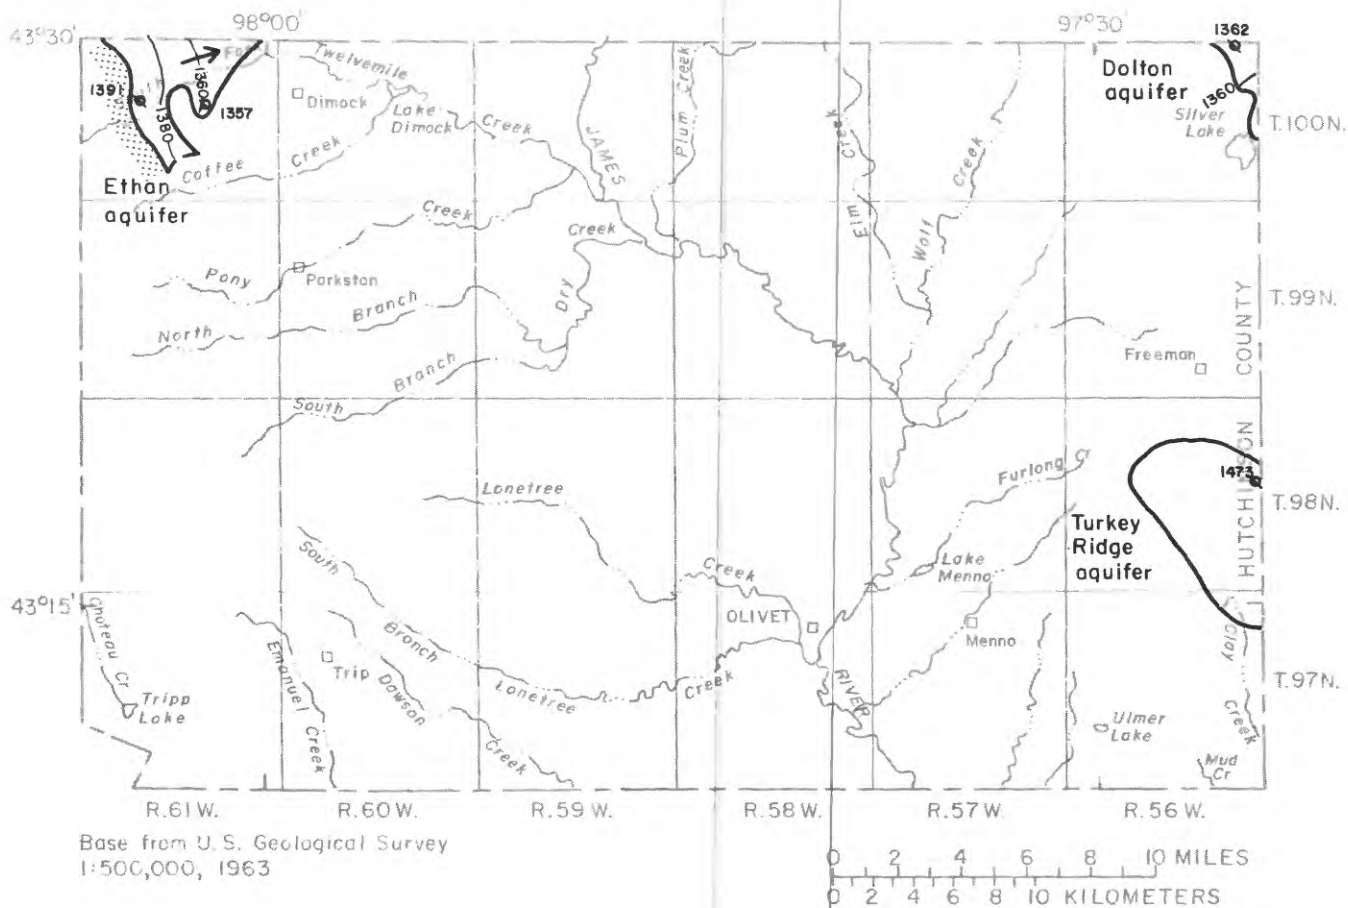 98°00'
97°30'
43°30'
1362
Fork
Twelvemile
Dolton
aquifer
1360
1391
1357
Dimock
Lake
Dimock
Creek
JAMES
Plum Creek
Creek
1360
Silver
Lake
T.100N.
1380
Coffee Creek
Ethan
aquifer
Creek
Elm
Wolf
Creek
Creek
Pony
Parkston
Dry
T.99N.
North
Branch
Freeman
COUNTY
Branch
South
HUTCHINSON
Furlong Cr
1473
Lonetree
T.98N.
Turkey
Ridge
aquifer
South
Creek
Lake
Menno
43°15'
OLIVET
Choteau Cr
Branch
Menno
Clay
Emanuel
Trip
Dawson
Lonetree
Creek
RIVER
T.97N.
Tripp
Lake
Creek
Creek
Ulmer
Lake
Creek
Mud
Cr
R.61W.
R.60W.
R.59W.
R.58W.
R.57W.
R.56W.
Base from U.S. Geological Survey
1:500,000, 1963
0 2 4 6 8 10 MILES
0 2 4 6 8 10 KILOMETERS